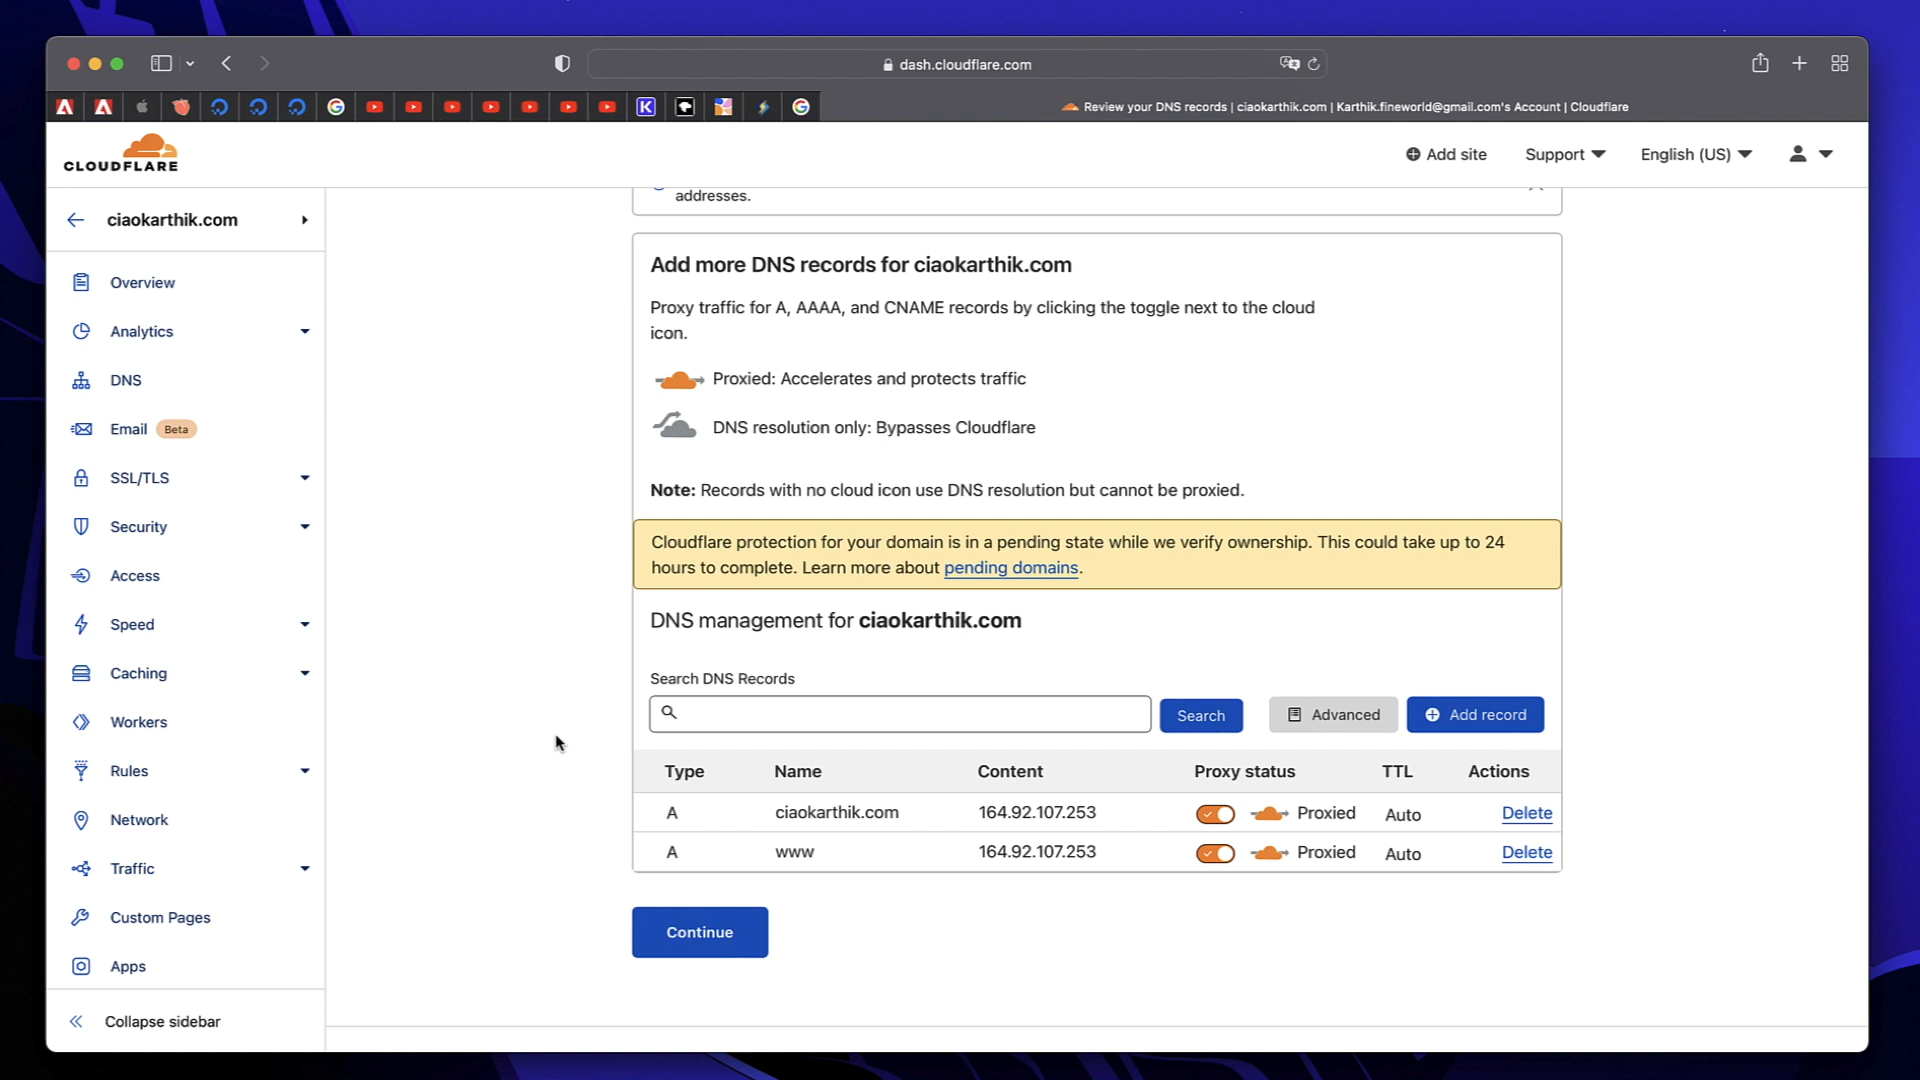 dash.cloudflare.com
Review your DNS records | ciaokarthik.com | Karthik.fineworld@gmail.com's Account | Cloudflare
CLOUDFLARE
Add site
Support
English (US)
ciaokarthik.com
Overview
Analytics
DNS
Email Beta
SSL/TLS
Security
Access
Speed
Caching
Workers
Rules
Network
Traffic
Custom Pages
Apps
Collapse sidebar
addresses.
Add more DNS records for ciaokarthik.com
Proxy traffic for A, AAAA, and CNAME records by clicking the toggle next to the cloud
icon.
Proxied: Accelerates and protects traffic
DNS resolution only: Bypasses Cloudflare
Note: Records with no cloud icon use DNS resolution but cannot be proxied.
Cloudflare protection for your domain is in a pending state while we verify ownership. This could take up to 24
hours to complete. Learn more about pending domains.
DNS management for ciaokarthik.com
Search DNS Records
Search
Advanced
Add record
Type Name Content Proxy status TTL Actions
A ciaokarthik.com 164.92.107.253 Proxied Auto Delete
A www 164.92.107.253 Proxied Auto Delete
Continue